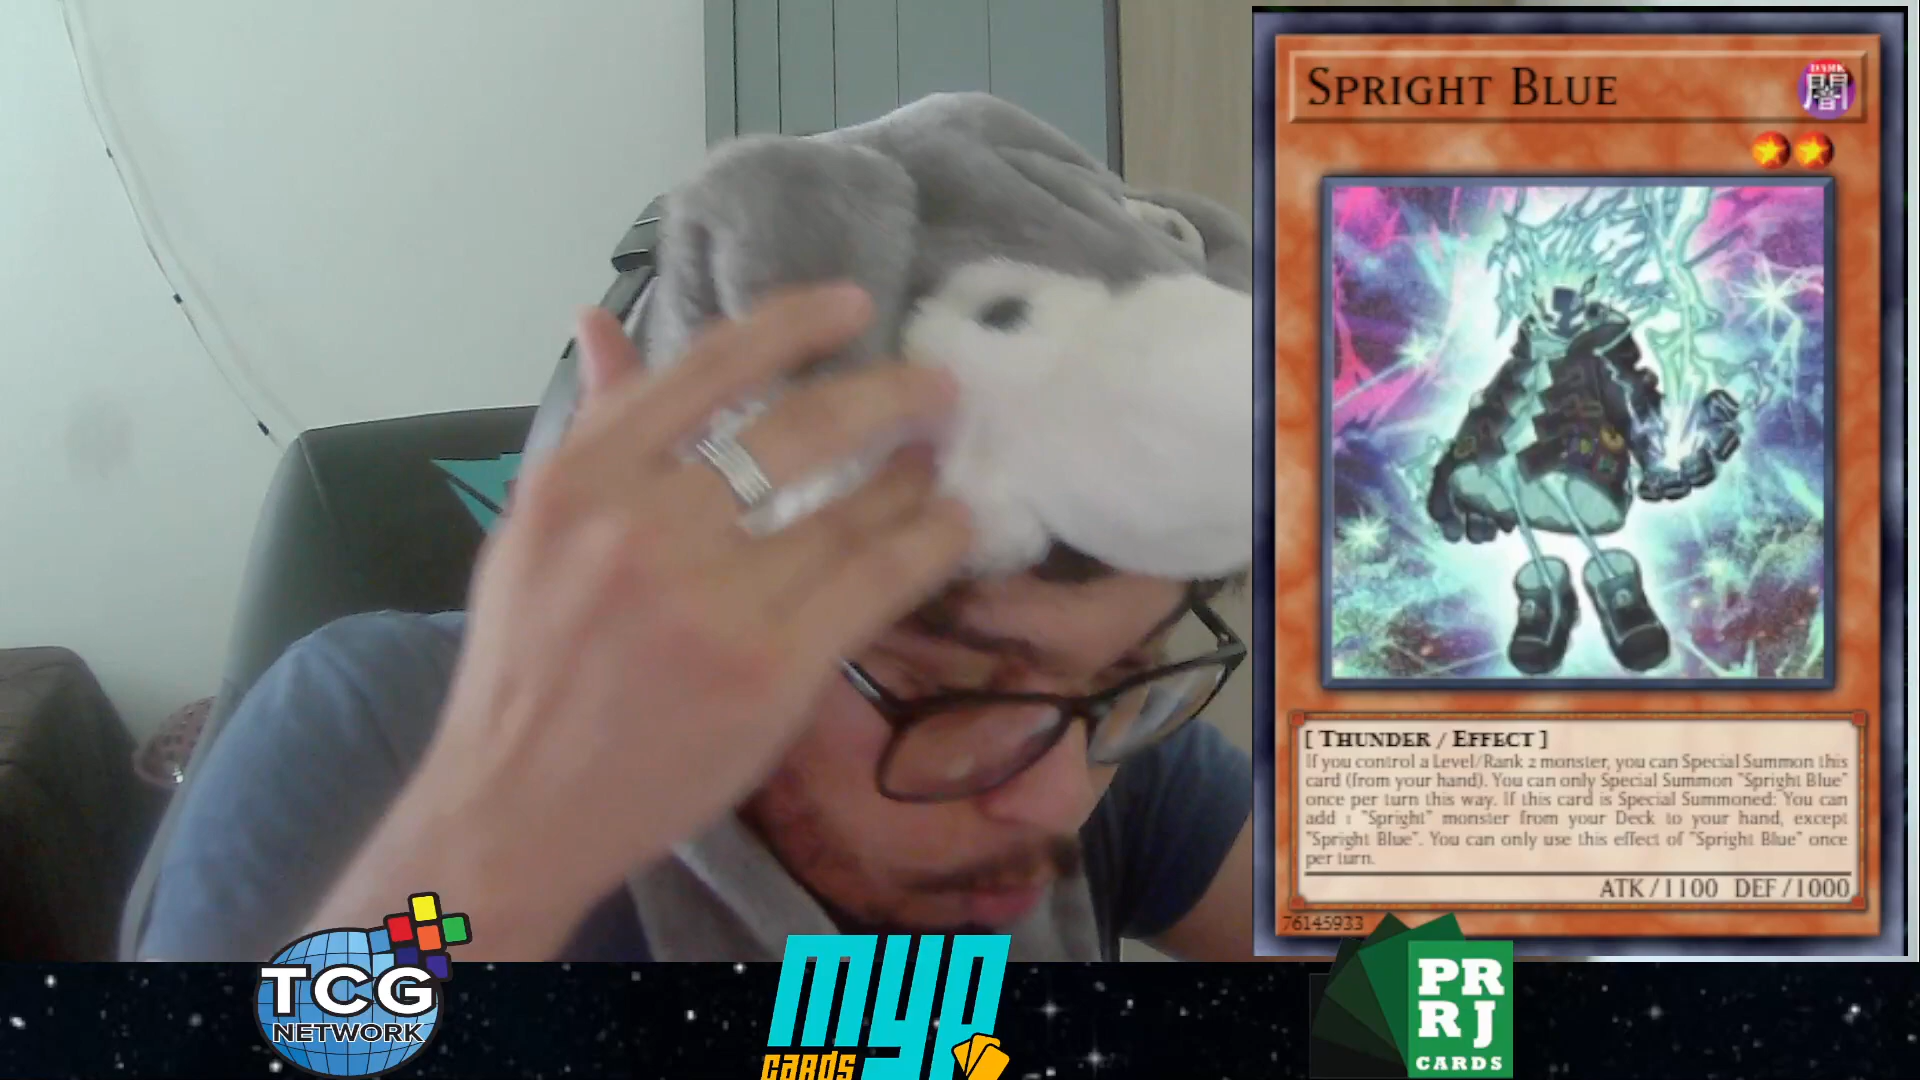 SPRIGHT BLUE
DARK
闇
[ THUNDER / EFFECT ]
If you control a Level/Rank 2 monster, you can Special Summon this
card (from your hand). You can only Special Summon "Spright Blue"
once per turn this way. If this card is Special Summoned: You can
add 1 "Spright" monster from your Deck to your hand, except
"Spright Blue". You can only use this effect of "Spright Blue" once
per turn.
ATK/1100 DEF/1000
76145933
TCG
NETWORK
myp
cards
PR
RJ
CARDS